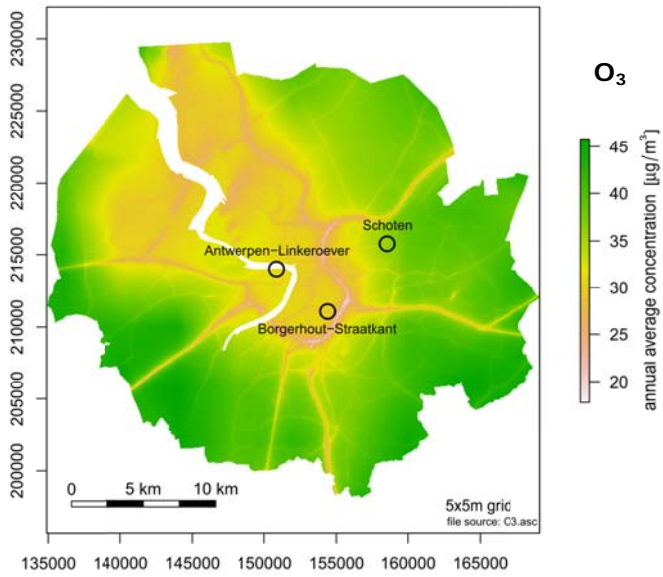 O3
230000
225000
220000
215000
210000
205000
200000
Schoten
Antwerpen−Linkeroever
Borgerhout−Straatkant
0 5 km 10 km
5x5m grid
file source: C3.asc
135000 140000 145000 150000 155000 160000 165000
45
40
35
30
25
20
annual average concentration [µg/m³]